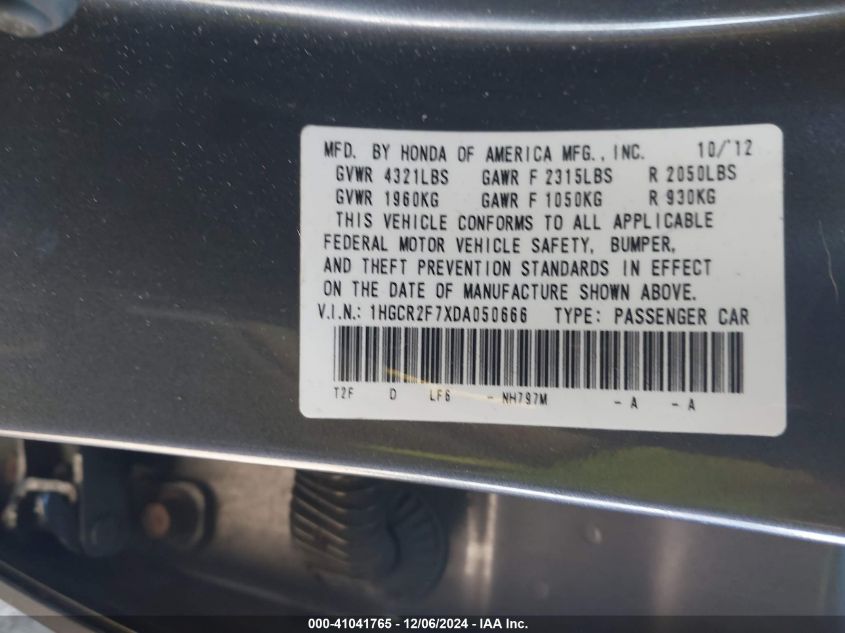 MFD. BY HONDA OF AMERICA MFG., INC. 10/'12
GVWR 4321LBS GAWR F 2315LBS R 2050LBS
GVWR 1960KG GAWR F 1050KG R 930KG
THIS VEHICLE CONFORMS TO ALL APPLICABLE
FEDERAL MOTOR VEHICLE SAFETY, BUMPER,
AND THEFT PREVENTION STANDARDS IN EFFECT
ON THE DATE OF MANUFACTURE SHOWN ABOVE.
V.I.N.: 1HGCR2F7XDA050666 TYPE: PASSENGER CAR
T2F D LF6 - NH797M - A - A
000-41041765 - 12/06/2024 - IAA Inc.